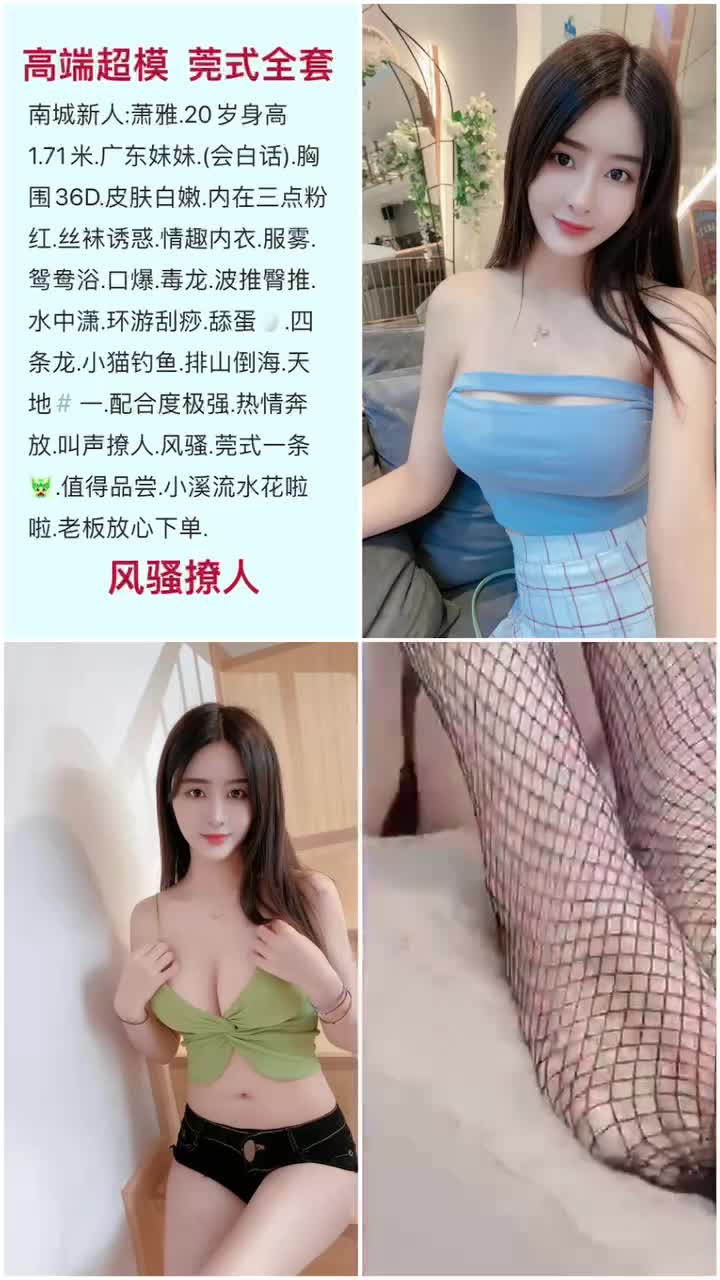 高端超模 莞式全套
南城新人:萧雅.20岁身高
1.71米.广东妹妹.(会白话).胸
围36D.皮肤白嫩.内在三点粉
红.丝袜诱惑.情趣内衣.服雾.
鸳鸯浴.口爆.毒龙.波推臀推.
水中潇.环游刮痧.舔蛋🥚.四
条龙.小猫钓鱼.排山倒海.天
地#一.配合度极强.热情奔
放.叫声撩人.风骚.莞式一条
🐲.值得品尝.小溪流水花啦
啦.老板放心下单.
风骚撩人